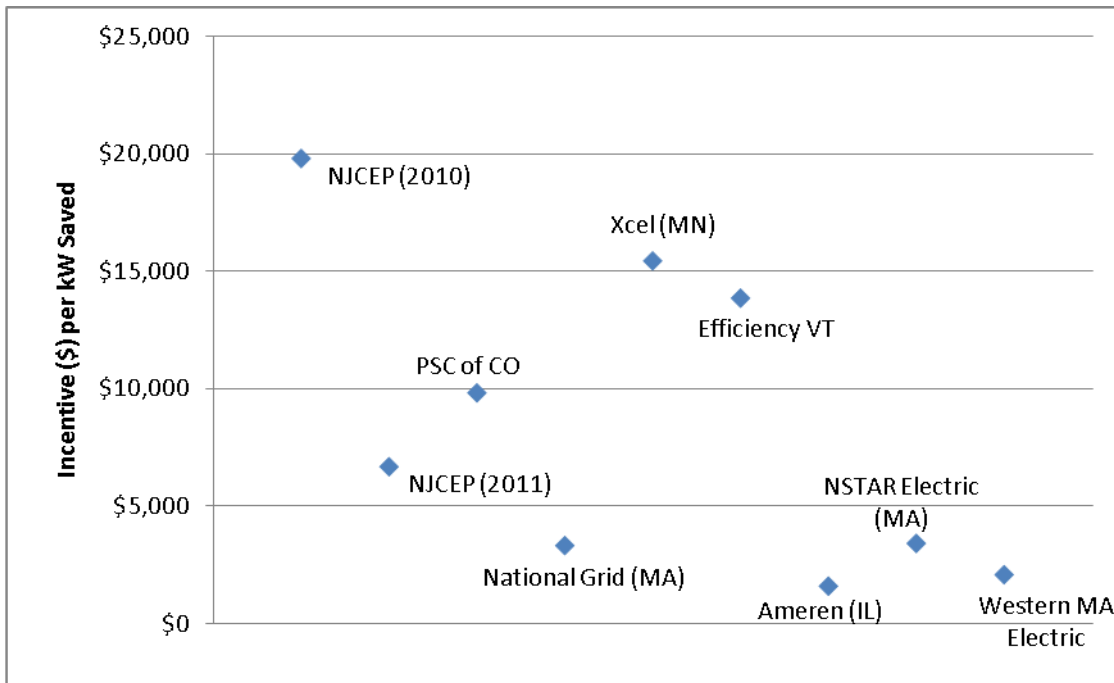 $25,000
$20,000
$15,000
$10,000
$5,000
$0
Incentive ($) per kW Saved
NJCEP (2010)
Xcel (MN)
Efficiency VT
PSC of CO
NJCEP (2011)
NSTAR Electric
(MA)
National Grid (MA)
Ameren (IL)
Western MA
Electric